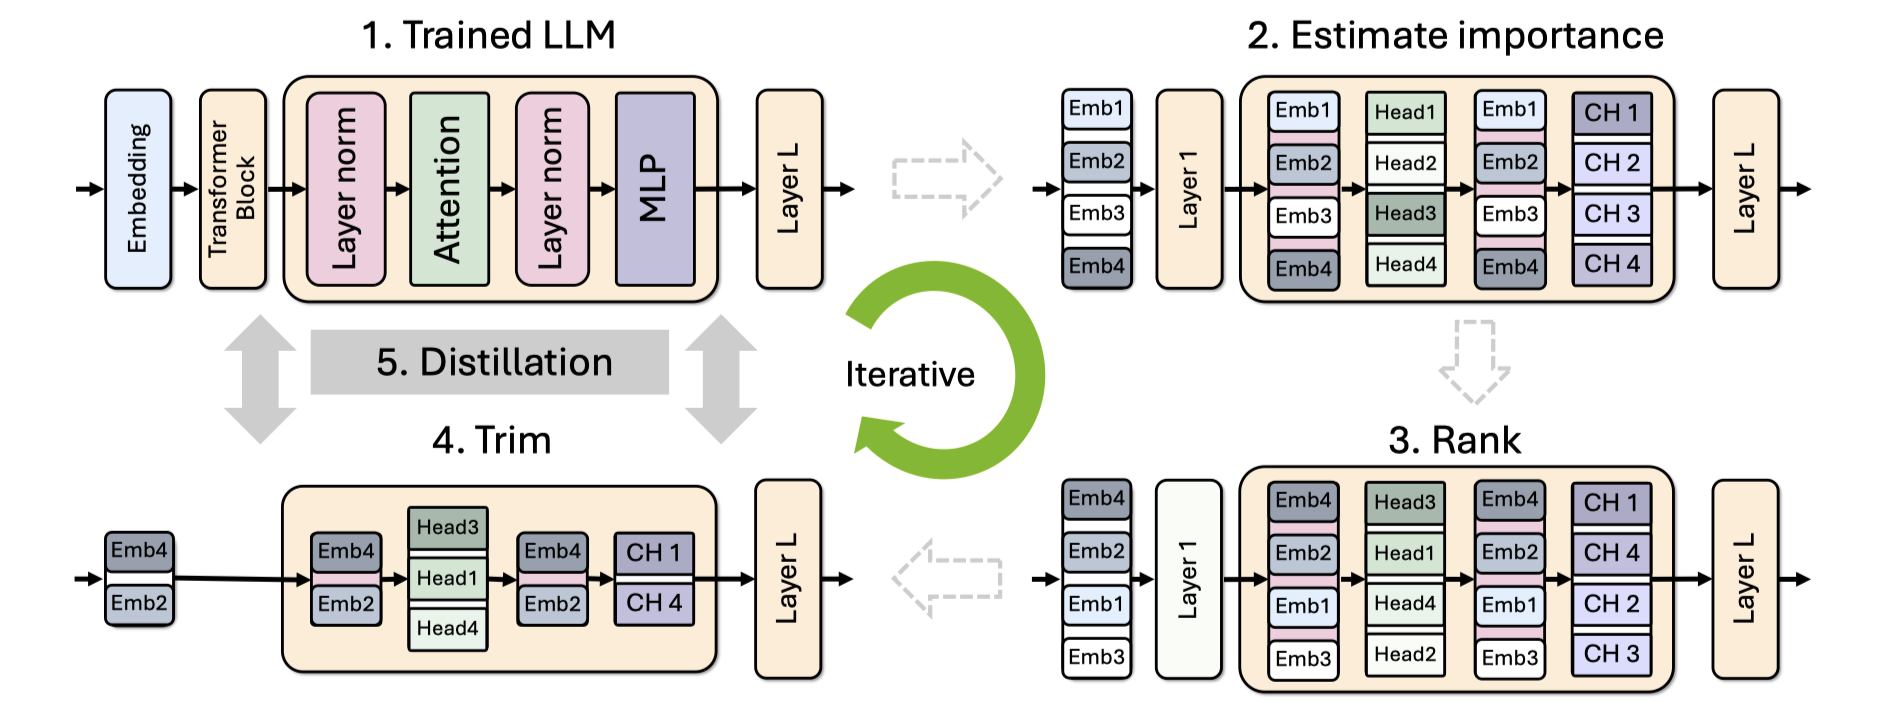 1. Trained LLM
Embedding
Transformer
Block
Layer norm
Attention
Layer norm
MLP
Layer L
2. Estimate importance
Emb1
Emb2
Emb3
Emb4
Layer 1
Emb1
Emb2
Emb3
Emb4
Head1
Head2
Head3
Head4
Emb1
Emb2
Emb3
Emb4
CH 1
CH 2
CH 3
CH 4
Layer L
5. Distillation
Iterative
4. Trim
Emb4
Emb2
Emb4
Emb2
Head3
Head1
Head4
Emb4
Emb2
CH 1
CH 4
Layer L
3. Rank
Emb4
Emb2
Emb1
Emb3
Layer 1
Emb4
Emb2
Emb1
Emb3
Head3
Head1
Head4
Head2
Emb4
Emb2
Emb1
Emb3
CH 1
CH 4
CH 2
CH 3
Layer L